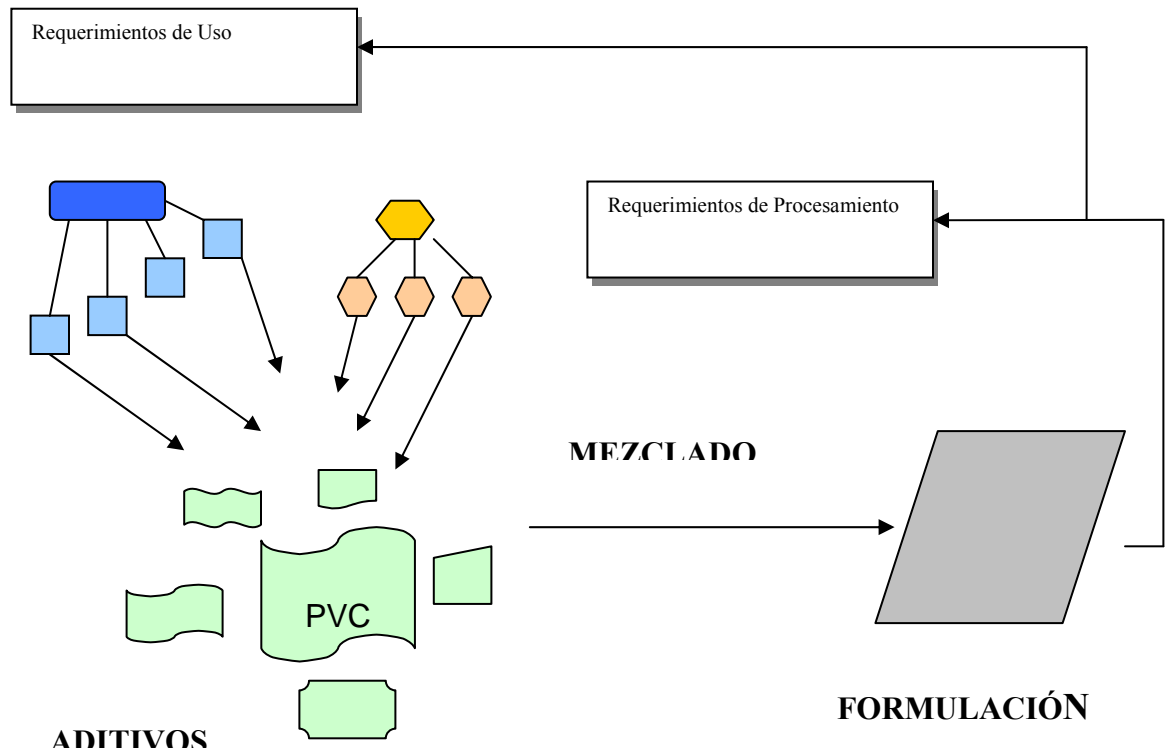 Requerimientos de Uso
Requerimientos de Procesamiento
MEZCLADO
PVC
FORMULACIÓN
ADITIVOS